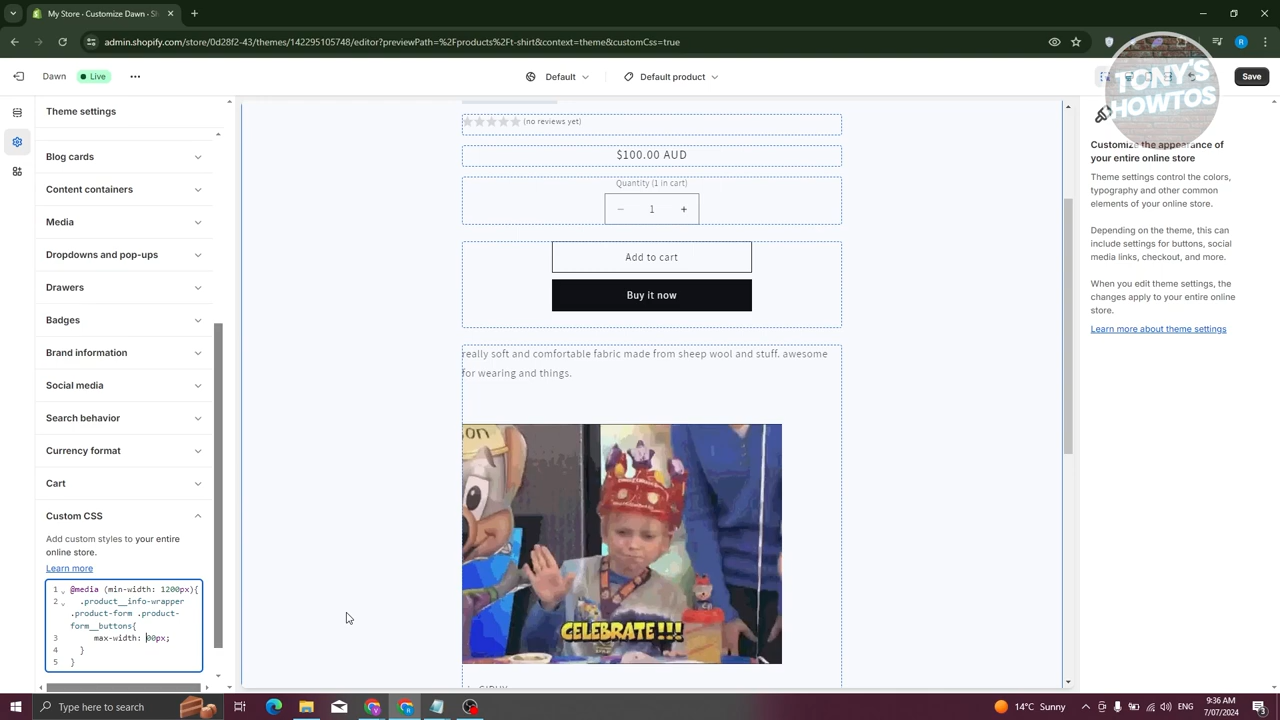 My Store · Customize Dawn · S
admin.shopify.com/store/0d28f2-43/themes/142295105748/editor?previewPath=%2Fproducts%2Ft-shirt&context=theme&customCss=true
R
Dawn
Live
Default
Default product
Save
TONY'S
HOWTOS
Theme settings
Blog cards
Content containers
Media
Dropdowns and pop-ups
Drawers
Badges
Brand information
Social media
Search behavior
Currency format
Cart
Custom CSS
Add custom styles to your entire
online store.
Learn more
1 @media (min-width: 1200px){
2 .product__info-wrapper
.product-form .product-
form__buttons{
3 max-width: 00px;
4 }
5 }
(no reviews yet)
$100.00 AUD
Quantity (1 in cart)
1
Add to cart
Buy it now
really soft and comfortable fabric made from sheep wool and stuff. awesome
for wearing and things.
CELEBRATE!!!
Customize the appearance of
your entire online store
Theme settings control the colors,
typography and other common
elements of your online store.
Depending on the theme, this can
include settings for buttons, social
media links, checkout, and more.
When you edit theme settings, the
changes apply to your entire online
store.
Learn more about theme settings
Type here to search
14°C Sunny
ENG
9:36 AM
7/07/2024